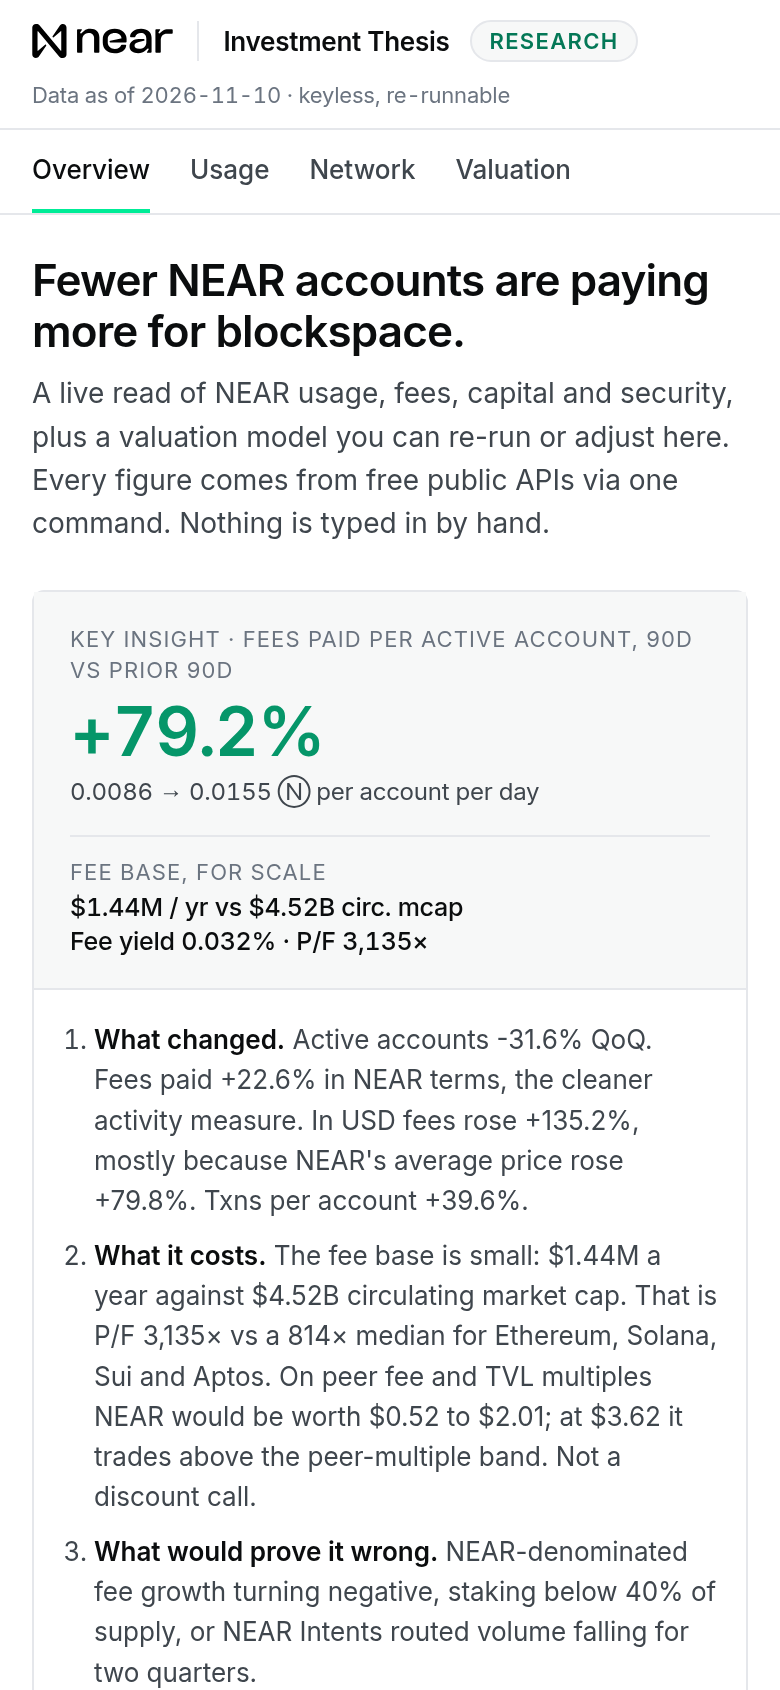 near Investment Thesis RESEARCH
Data as of 2026-11-10 · keyless, re-runnable
Overview Usage Network Valuation
Fewer NEAR accounts are paying
more for blockspace.
A live read of NEAR usage, fees, capital and security,
plus a valuation model you can re-run or adjust here.
Every figure comes from free public APIs via one
command. Nothing is typed in by hand.
KEY INSIGHT · FEES PAID PER ACTIVE ACCOUNT, 90D
VS PRIOR 90D
+79.2%
0.0086 → 0.0155 Ⓝ per account per day
FEE BASE, FOR SCALE
$1.44M / yr vs $4.52B circ. mcap
Fee yield 0.032% · P/F 3,135×
1. What changed. Active accounts -31.6% QoQ.
Fees paid +22.6% in NEAR terms, the cleaner
activity measure. In USD fees rose +135.2%,
mostly because NEAR's average price rose
+79.8%. Txns per account +39.6%.
2. What it costs. The fee base is small: $1.44M a
year against $4.52B circulating market cap. That is
P/F 3,135× vs a 814× median for Ethereum, Solana,
Sui and Aptos. On peer fee and TVL multiples
NEAR would be worth $0.52 to $2.01; at $3.62 it
trades above the peer-multiple band. Not a
discount call.
3. What would prove it wrong. NEAR-denominated
fee growth turning negative, staking below 40% of
supply, or NEAR Intents routed volume falling for
two quarters.